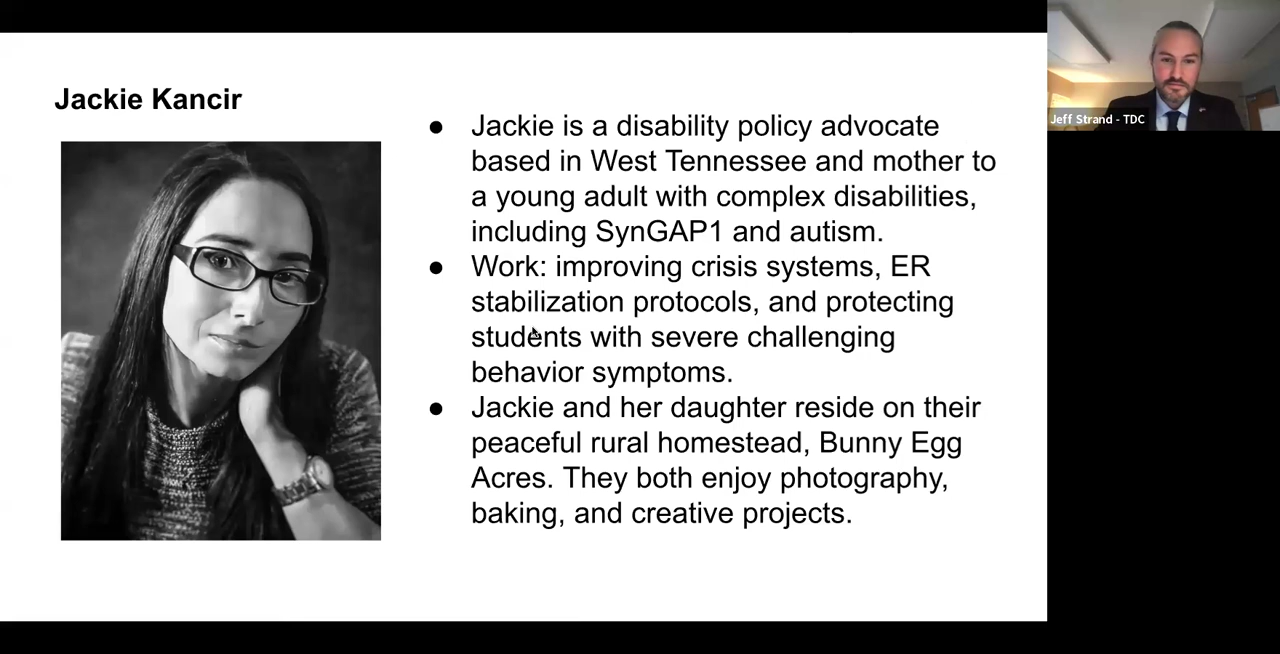 Jackie Kancir
● Jackie is a disability policy advocate
based in West Tennessee and mother to
a young adult with complex disabilities,
including SynGAP1 and autism.
● Work: improving crisis systems, ER
stabilization protocols, and protecting
students with severe challenging
behavior symptoms.
● Jackie and her daughter reside on their
peaceful rural homestead, Bunny Egg
Acres. They both enjoy photography,
baking, and creative projects.
Jeff Strand - TDC